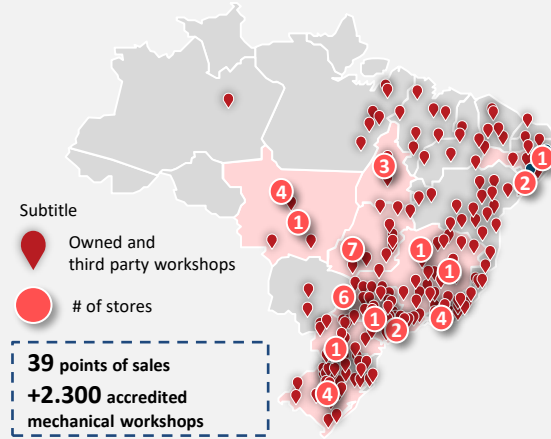 3
1
4
2
1
7
1
1
6
4
1
2
1
4
Subtitle
Owned and
third party workshops
# of stores
39 points of sales
+2.300 accredited
mechanical workshops